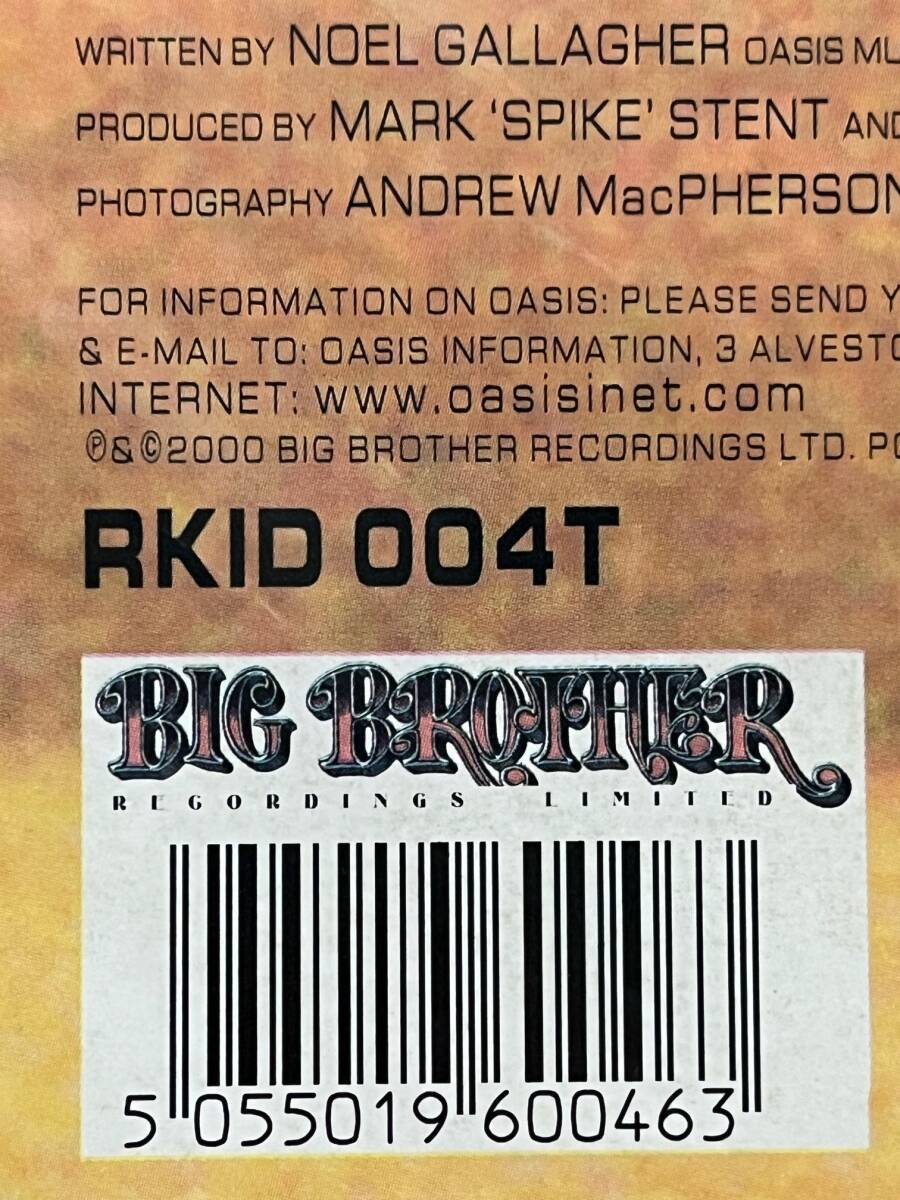 WRITTEN BY NOEL GALLAGHER OASIS
PRODUCED BY MARK 'SPIKE' STENT AND
PHOTOGRAPHY ANDREW MacPHERSON
FOR INFORMATION ON OASIS: PLEASE SEND
& E-MAIL TO: OASIS INFORMATION, 3
INTERNET: www.oasisinet.com
℗&©2000 BIG BROTHER RECORDINGS LTD.
RKID 004T
BIG BROTHER
RECORDINGS LIMITED
5 055019 600463